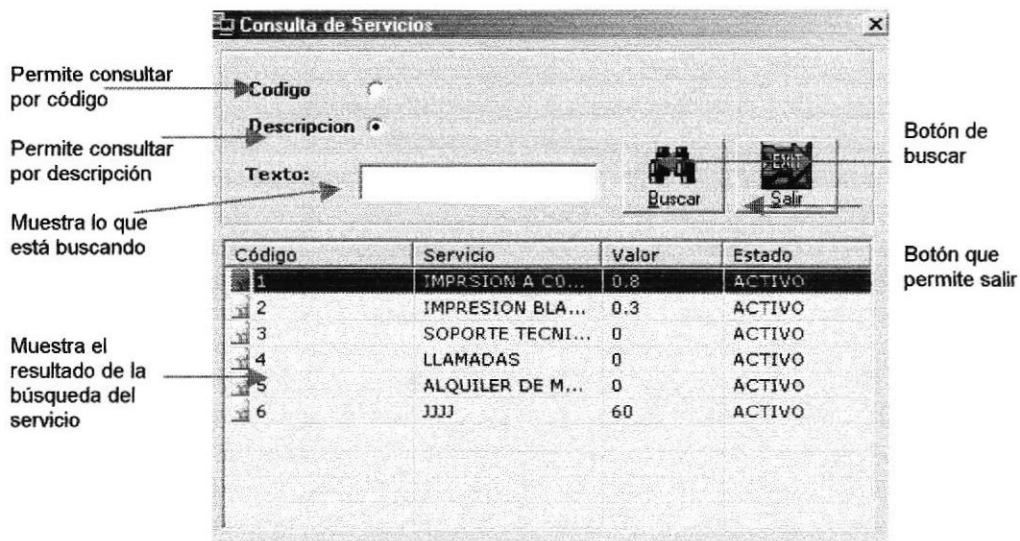 Consulta de Servicios
Permite consultar
por código
Codigo
Descripcion
Permite consultar
por descripción
Texto:
Buscar
EXIT
Salir
Botón de
buscar
Muestra lo que
está buscando
Botón que
permite salir
Código Servicio Valor Estado
1 IMPRSION A CO... 0.8 ACTIVO
2 IMPRESION BLA... 0.3 ACTIVO
3 SOPORTE TECNI... 0 ACTIVO
4 LLAMADAS 0 ACTIVO
5 ALQUILER DE M... 0 ACTIVO
6 JJJJ 60 ACTIVO
Muestra el
resultado de la
búsqueda del
servicio